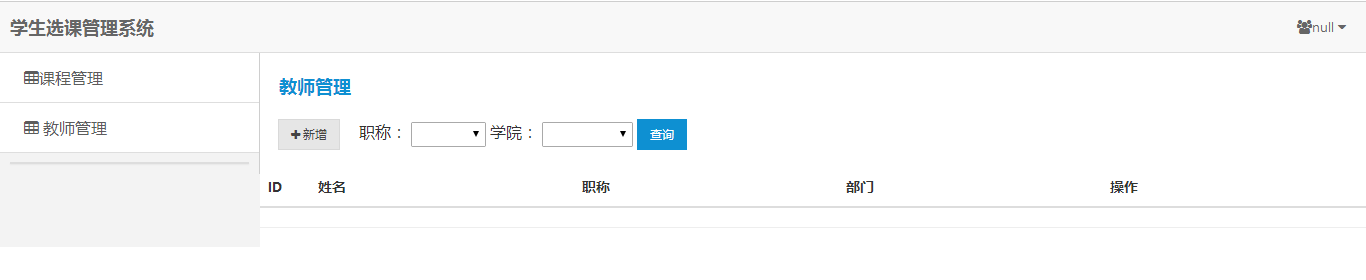 学生选课管理系统
null
课程管理
教师管理
教师管理
新增 职称： 学院： 查询
ID 姓名 职称 部门 操作